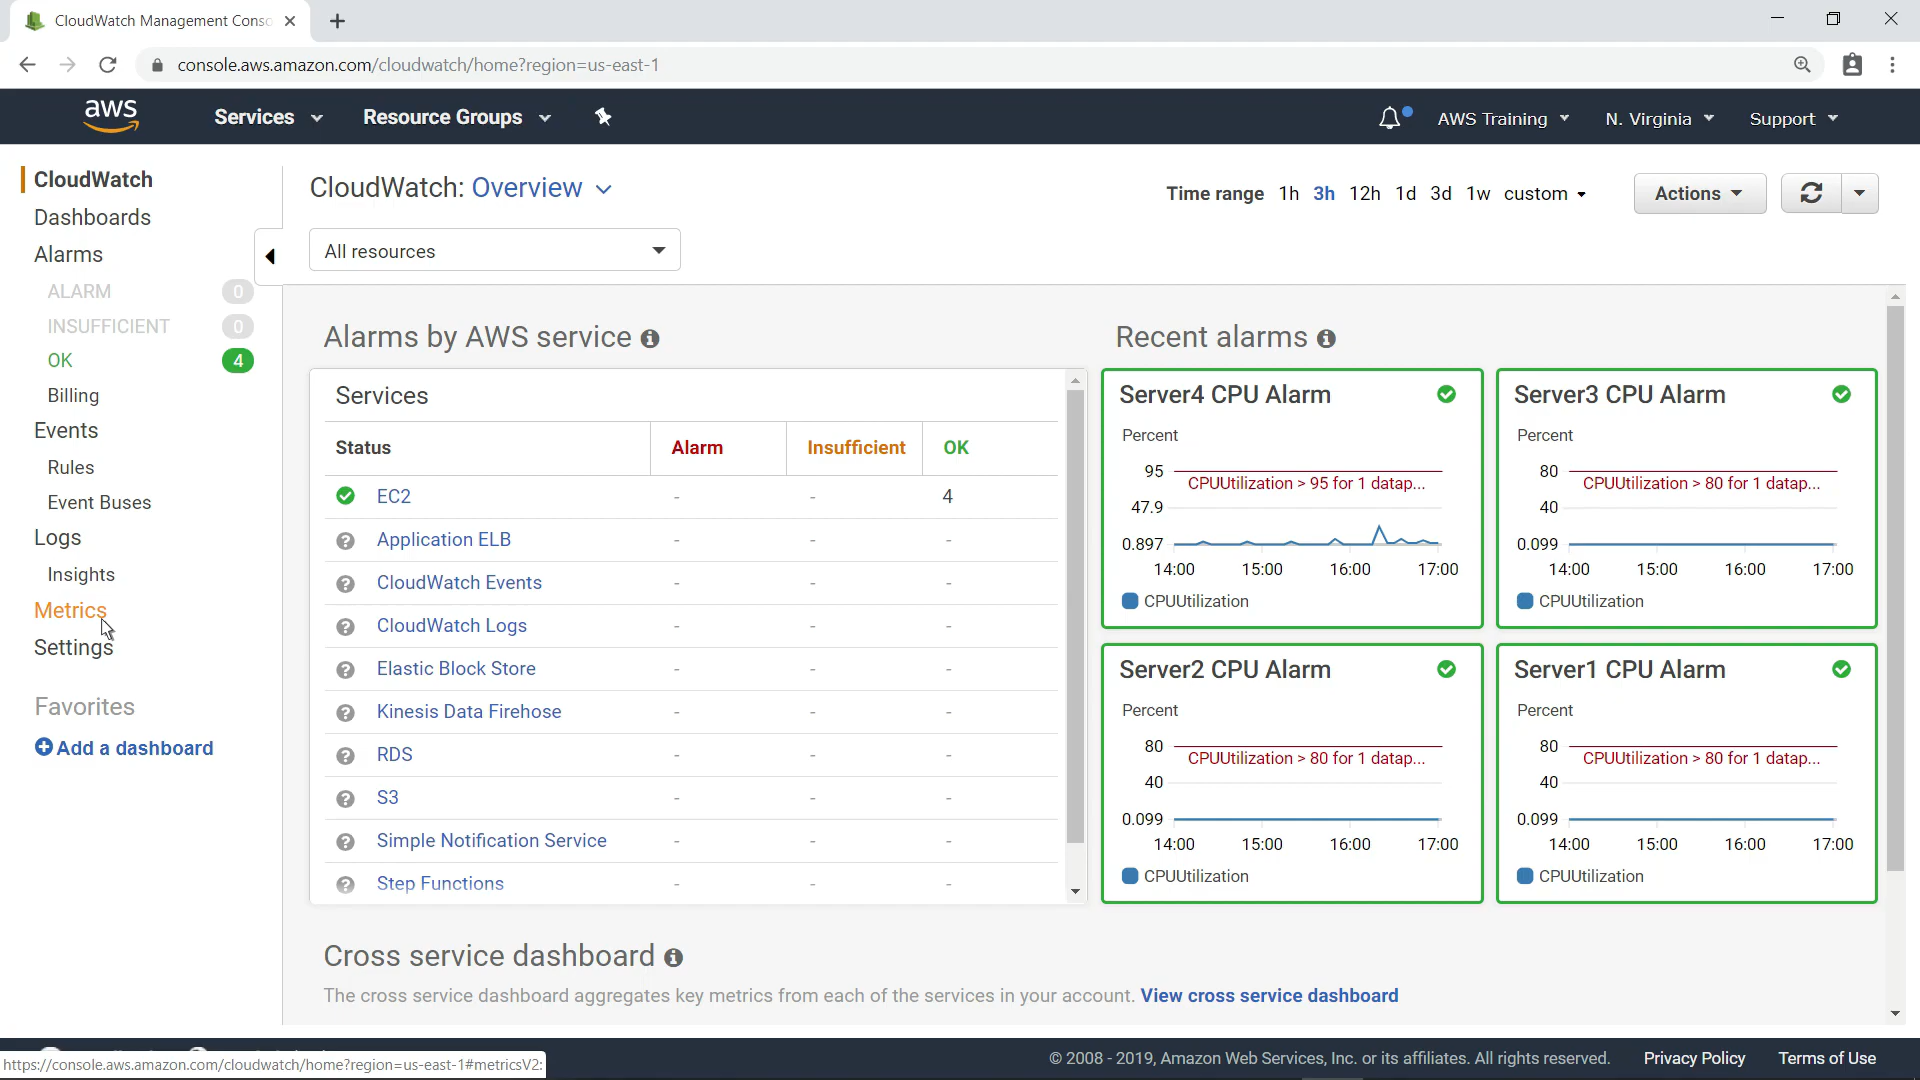 CloudWatch Management Conso
console.aws.amazon.com/cloudwatch/home?region=us-east-1
aws
Services
Resource Groups
AWS Training
N. Virginia
Support
CloudWatch
Dashboards
Alarms
ALARM 0
INSUFFICIENT 0
OK 4
Billing
Events
Rules
Event Buses
Logs
Insights
Metrics
Settings
Favorites
Add a dashboard
CloudWatch: Overview
Time range 1h 3h 12h 1d 3d 1w custom
Actions
All resources
Alarms by AWS service
Services
Status Alarm Insufficient OK
EC2 - - 4
Application ELB - - -
CloudWatch Events - - -
CloudWatch Logs - - -
Elastic Block Store - - -
Kinesis Data Firehose - - -
RDS - - -
S3 - - -
Simple Notification Service - - -
Step Functions - - -
Recent alarms
Server4 CPU Alarm
Percent
95
CPUUtilization > 95 for 1 datap...
47.9
0.897
14:00 15:00 16:00 17:00
CPUUtilization
Server3 CPU Alarm
Percent
80
CPUUtilization > 80 for 1 datap...
40
0.099
14:00 15:00 16:00 17:00
CPUUtilization
Server2 CPU Alarm
Percent
80
CPUUtilization > 80 for 1 datap...
40
0.099
14:00 15:00 16:00 17:00
CPUUtilization
Server1 CPU Alarm
Percent
80
CPUUtilization > 80 for 1 datap...
40
0.099
14:00 15:00 16:00 17:00
CPUUtilization
Cross service dashboard
The cross service dashboard aggregates key metrics from each of the services in your account. View cross service dashboard
https://console.aws.amazon.com/cloudwatch/home?region=us-east-1#metricsV2:
© 2008 - 2019, Amazon Web Services, Inc. or its affiliates. All rights reserved.
Privacy Policy
Terms of Use